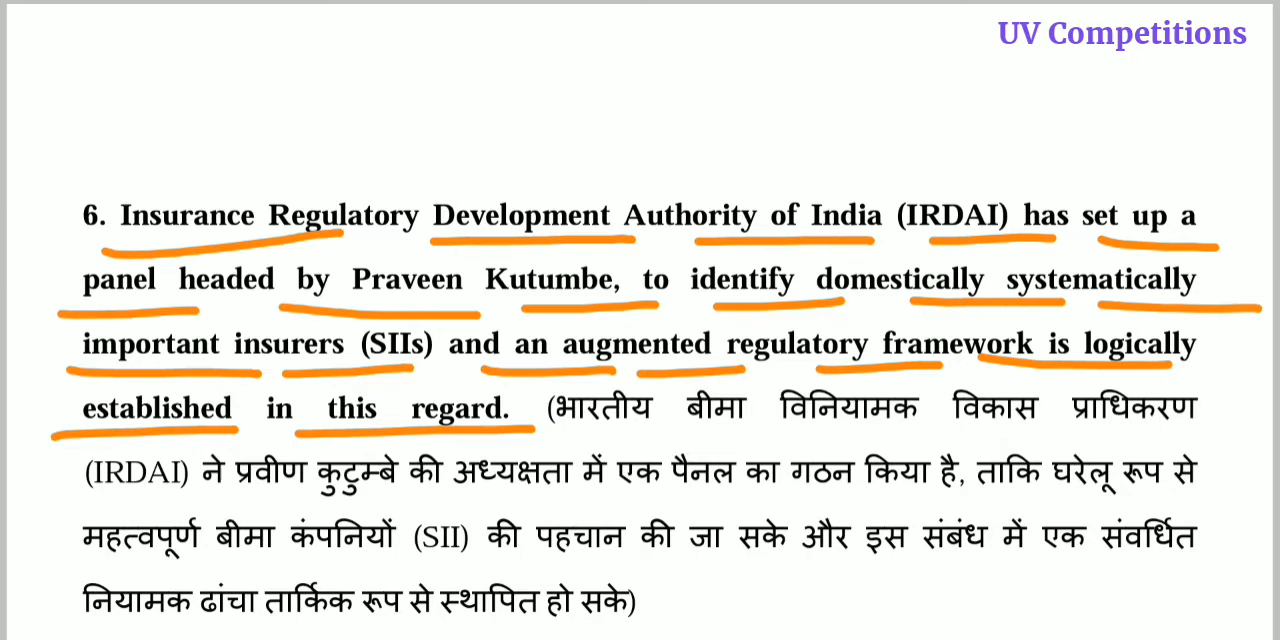 UV Competitions
6. Insurance Regulatory Development Authority of India (IRDAI) has set up a
panel headed by Praveen Kutumbe, to identify domestically systematically
important insurers (SIIs) and an augmented regulatory framework is logically
established in this regard. (भारतीय बीमा विनियामक विकास प्राधिकरण
(IRDAI) ने प्रवीण कुटुम्बे की अध्यक्षता में एक पैनल का गठन किया है, ताकि घरेलू रूप से
महत्वपूर्ण बीमा कंपनियों (SII) की पहचान की जा सके और इस संबंध में एक संवर्धित
नियामक ढांचा तार्किक रूप से स्थापित हो सके)